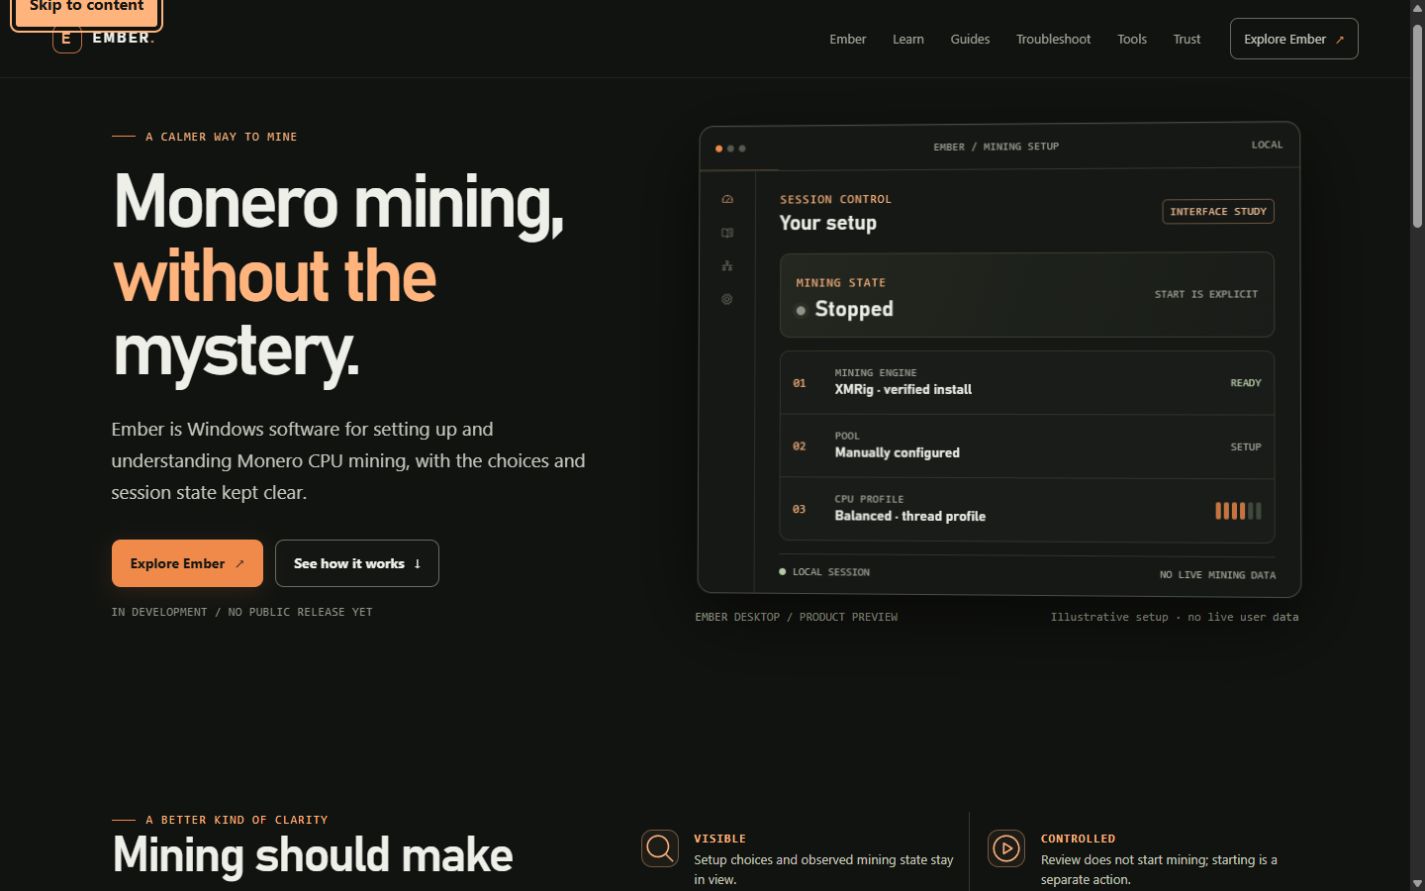 Skip to content
E EMBER.
Ember Learn Guides Troubleshoot Tools Trust Explore Ember ↗
A CALMER WAY TO MINE
Monero mining,
without the
mystery.
Ember is Windows software for setting up and
understanding Monero CPU mining, with the choices and
session state kept clear.
Explore Ember ↗ See how it works ↓
IN DEVELOPMENT / NO PUBLIC RELEASE YET
EMBER / MINING SETUP LOCAL
SESSION CONTROL
Your setup
INTERFACE STUDY
MINING STATE
Stopped
START IS EXPLICIT
01 MINING ENGINE
XMRig · verified install
READY
02 POOL
Manually configured
SETUP
03 CPU PROFILE
Balanced · thread profile
LOCAL SESSION NO LIVE MINING DATA
EMBER DESKTOP / PRODUCT PREVIEW Illustrative setup · no live user data
A BETTER KIND OF CLARITY
Mining should make
VISIBLE
Setup choices and observed mining state stay
in view.
CONTROLLED
Review does not start mining; starting is a
separate action.